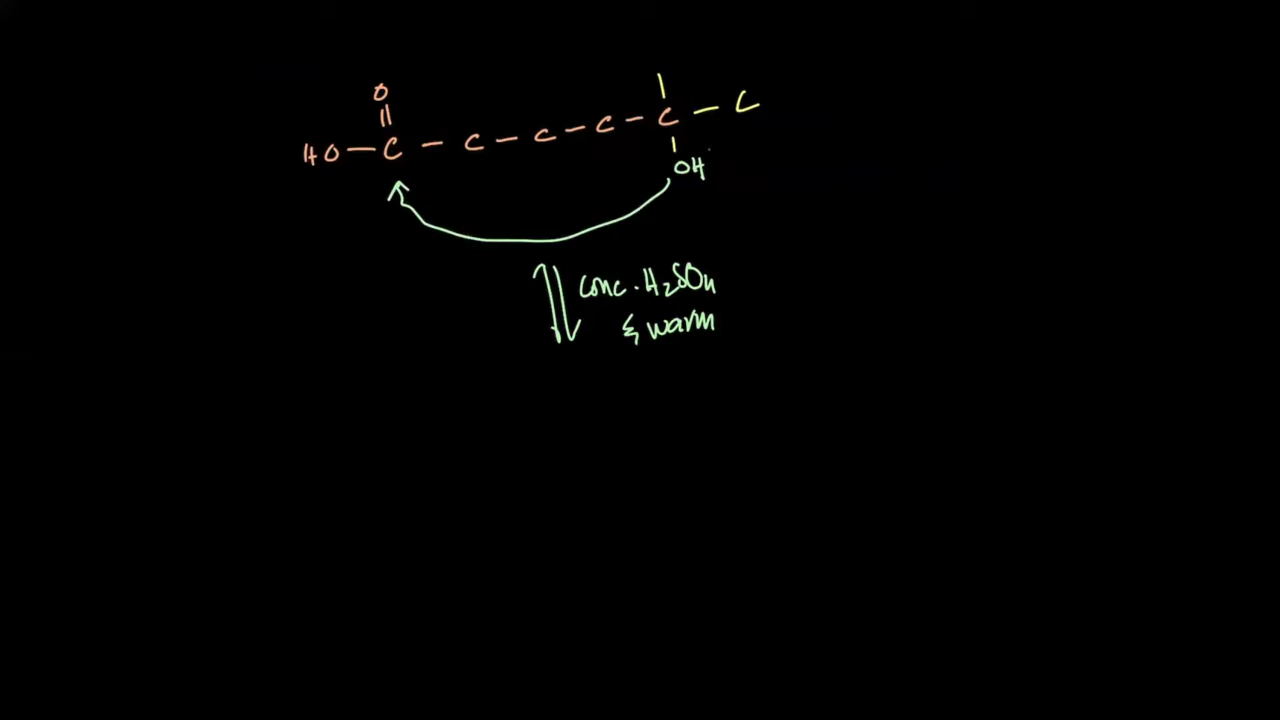 O
HO — C — C — C — C — C — C
OH
conc. H₂SO₄
& warm